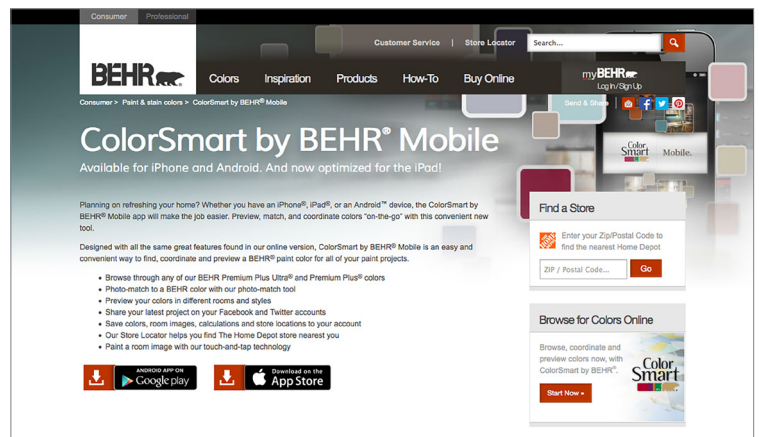 Consumer Professional
Customer Service | Store Locator Search...
BEHR
Colors Inspiration Products How-To Buy Online
myBEHR
Log In / Sign Up
Consumer > Paint & stain colors > ColorSmart by BEHR® Mobile
Send & Share
ColorSmart by BEHR® Mobile
Available for iPhone and Android. And now optimized for the iPad!
Color Smart Mobile.
Planning on refreshing your home? Whether you have an iPhone®, iPad®, or an Android™ device, the ColorSmart by
BEHR® Mobile app will make the job easier. Preview, match, and coordinate colors "on-the-go" with this convenient new
tool.
Designed with all the same great features found in our online version, ColorSmart by BEHR® Mobile is an easy and
convenient way to find, coordinate and preview a BEHR® paint color for all of your paint projects.
• Browse through any of our BEHR Premium Plus Ultra® and Premium Plus® colors
• Photo-match to a BEHR color with our photo-match tool
• Preview your colors in different rooms and styles
• Share your latest project on your Facebook and Twitter accounts
• Save colors, room images, calculations and store locations to your account
• Our Store Locator helps you find The Home Depot store nearest you
• Paint a room image with our touch-and-tap technology
ANDROID APP ON
Google play
Download on the
App Store
Find a Store
Enter your Zip/Postal Code to
find the nearest Home Depot
ZIP / Postal Code... Go
Browse for Colors Online
Browse, coordinate and
preview colors now, with
ColorSmart by BEHR®.
Start Now »
Color
Smart